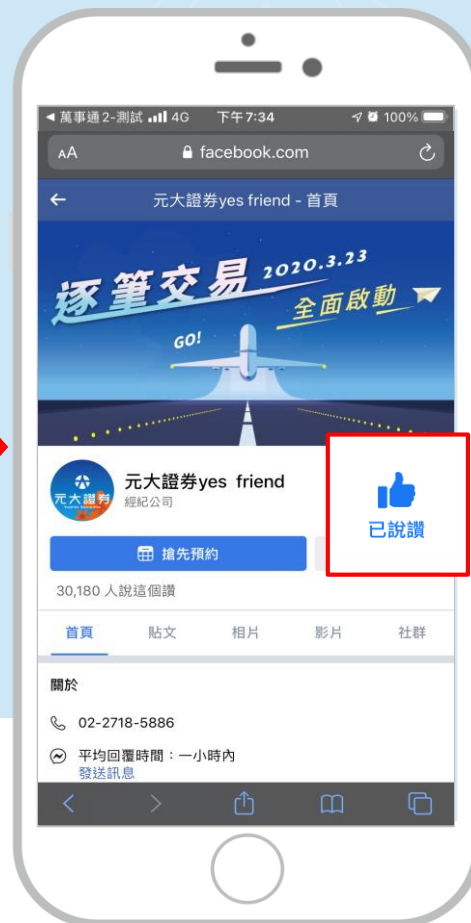 萬事通2-測試 4G 下午7:34 100%
AA facebook.com
元大證券yes friend - 首頁
逐筆交易 2020.3.23
全面啟動
GO!
元大證券
元大證券yes friend
經紀公司
已說讚
搶先預約
30,180 人說這個讚
首頁 貼文 相片 影片 社群
關於
02-2718-5886
平均回覆時間：一小時內
發送訊息